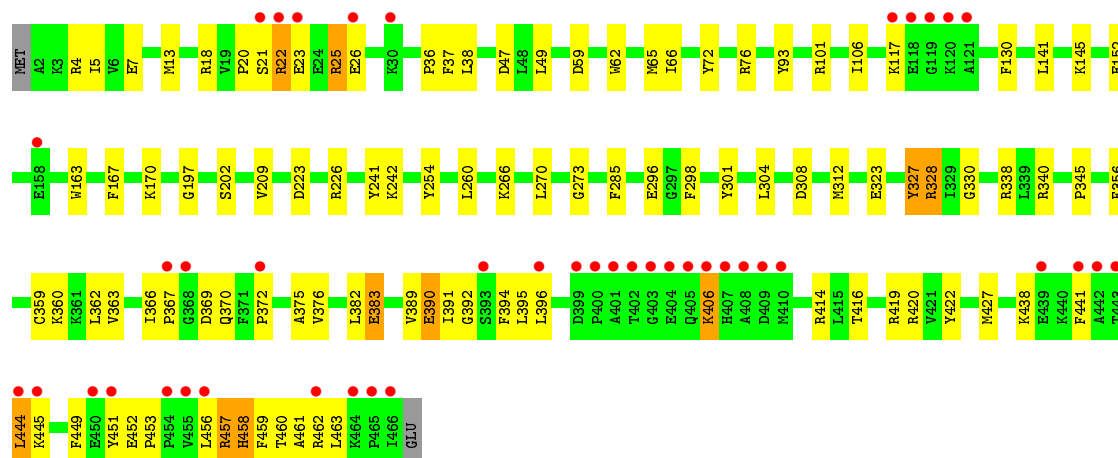 MET A2 K3 R4 I5 V6 E7 M13 R18 V19 P20 S21 R22 E23 E24 R25 E26 K30 P36 F37 L38 D47 L48 L49 D59 W62 M65 I66 Y72 R76 Y93 R101 I106 K117 E118 G119 K120 A121 F130 L141 K145
E158 W163 F167 K170 G197 S202 V209 D223 R226 Y241 K242 Y254 L260 K266 L270 G273 F285 E296 G297 F298 Y301 L304 D308 M312 E323 Y327 R328 I329 G330 R338 L339 R340 P345
C359 K360 K361 L362 V363 I366 P367 G368 D369 Q370 F371 P372 A375 V376 L382 E383 V389 E390 I391 G392 S393 F394 L395 L396 D399 P400 A401 T402 G403 E404 Q405 K406 H407 A408 D409 M410 R414 L415 T416 R419 R420 V421 Y422 M427 K438 E439 K440 F441 A442 T443
L444 K445 F449 E450 Y451 E452 P453 P454 V455 L456 R457 H458 F459 T460 A461 R462 L463 K464 P465 I466 GLU